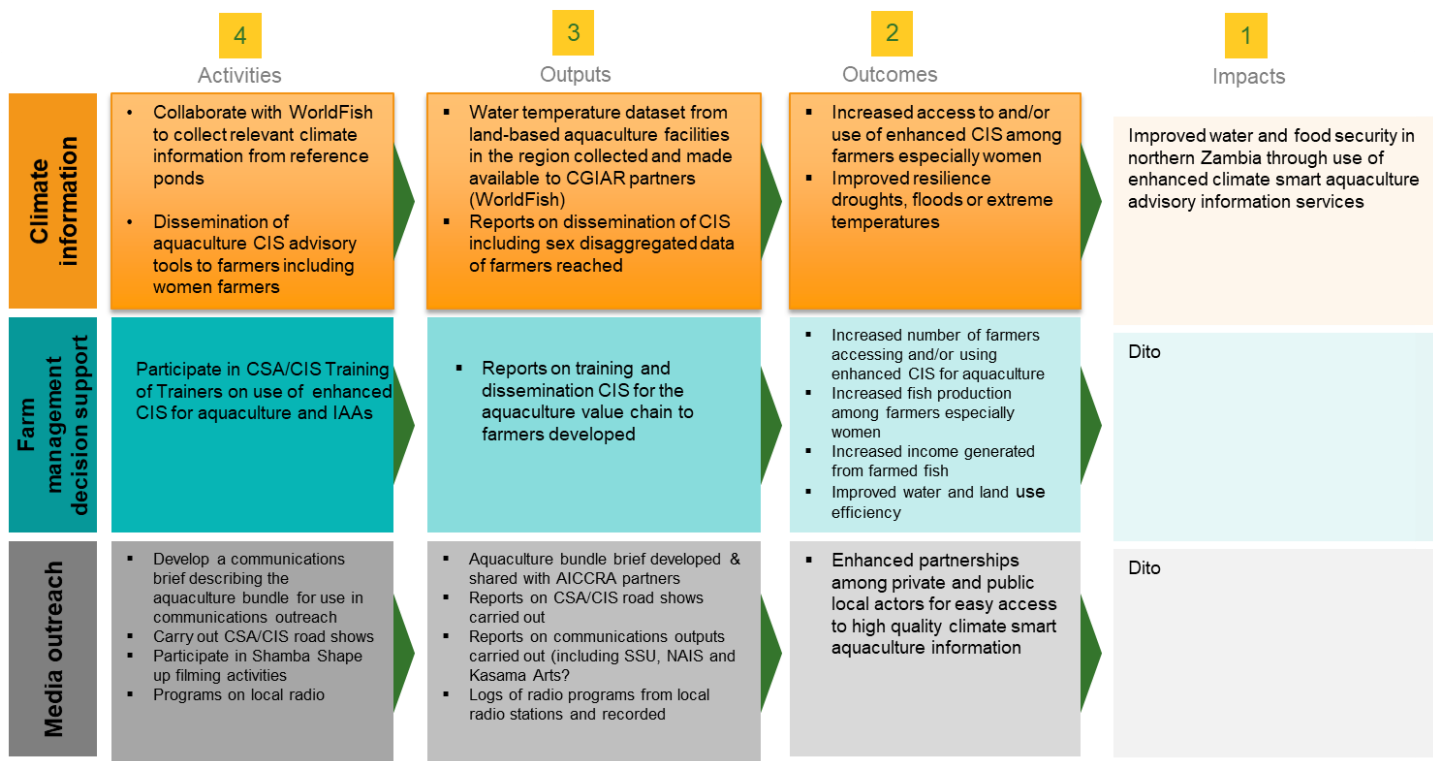 4
Activities
3
Outputs
2
Outcomes
1
Impacts
Climate
information
• Collaborate with WorldFish
to collect relevant climate
information from reference
ponds
• Dissemination of
aquaculture CIS advisory
tools to farmers including
women farmers
▪ Water temperature dataset from
land-based aquaculture facilities
in the region collected and made
available to CGIAR partners
(WorldFish)
▪ Reports on dissemination of CIS
including sex disaggregated data
of farmers reached
▪ Increased access to and/or
use of enhanced CIS among
farmers especially women
▪ Improved resilience
droughts, floods or extreme
temperatures
Improved water and food security in
northern Zambia through use of
enhanced climate smart aquaculture
advisory information services
Farm
management
decision support
Participate in CSA/CIS Training
of Trainers on use of enhanced
CIS for aquaculture and IAAs
▪ Reports on training and
dissemination CIS for the
aquaculture value chain to
farmers developed
▪ Increased number of farmers
accessing and/or using
enhanced CIS for aquaculture
▪ Increased fish production
among farmers especially
women
▪ Increased income generated
from farmed fish
▪ Improved water and land use
efficiency
Dito
Media outreach
▪ Develop a communications
brief describing the
aquaculture bundle for use in
communications outreach
▪ Carry out CSA/CIS road shows
▪ Participate in Shamba Shape
up filming activities
▪ Programs on local radio
▪ Aquaculture bundle brief developed &
shared with AICCRA partners
▪ Reports on CSA/CIS road shows
carried out
▪ Reports on communications outputs
carried out (including SSU, NAIS and
Kasama Arts?
▪ Logs of radio programs from local
radio stations and recorded
▪ Enhanced partnerships
among private and public
local actors for easy access
to high quality climate smart
aquaculture information
Dito